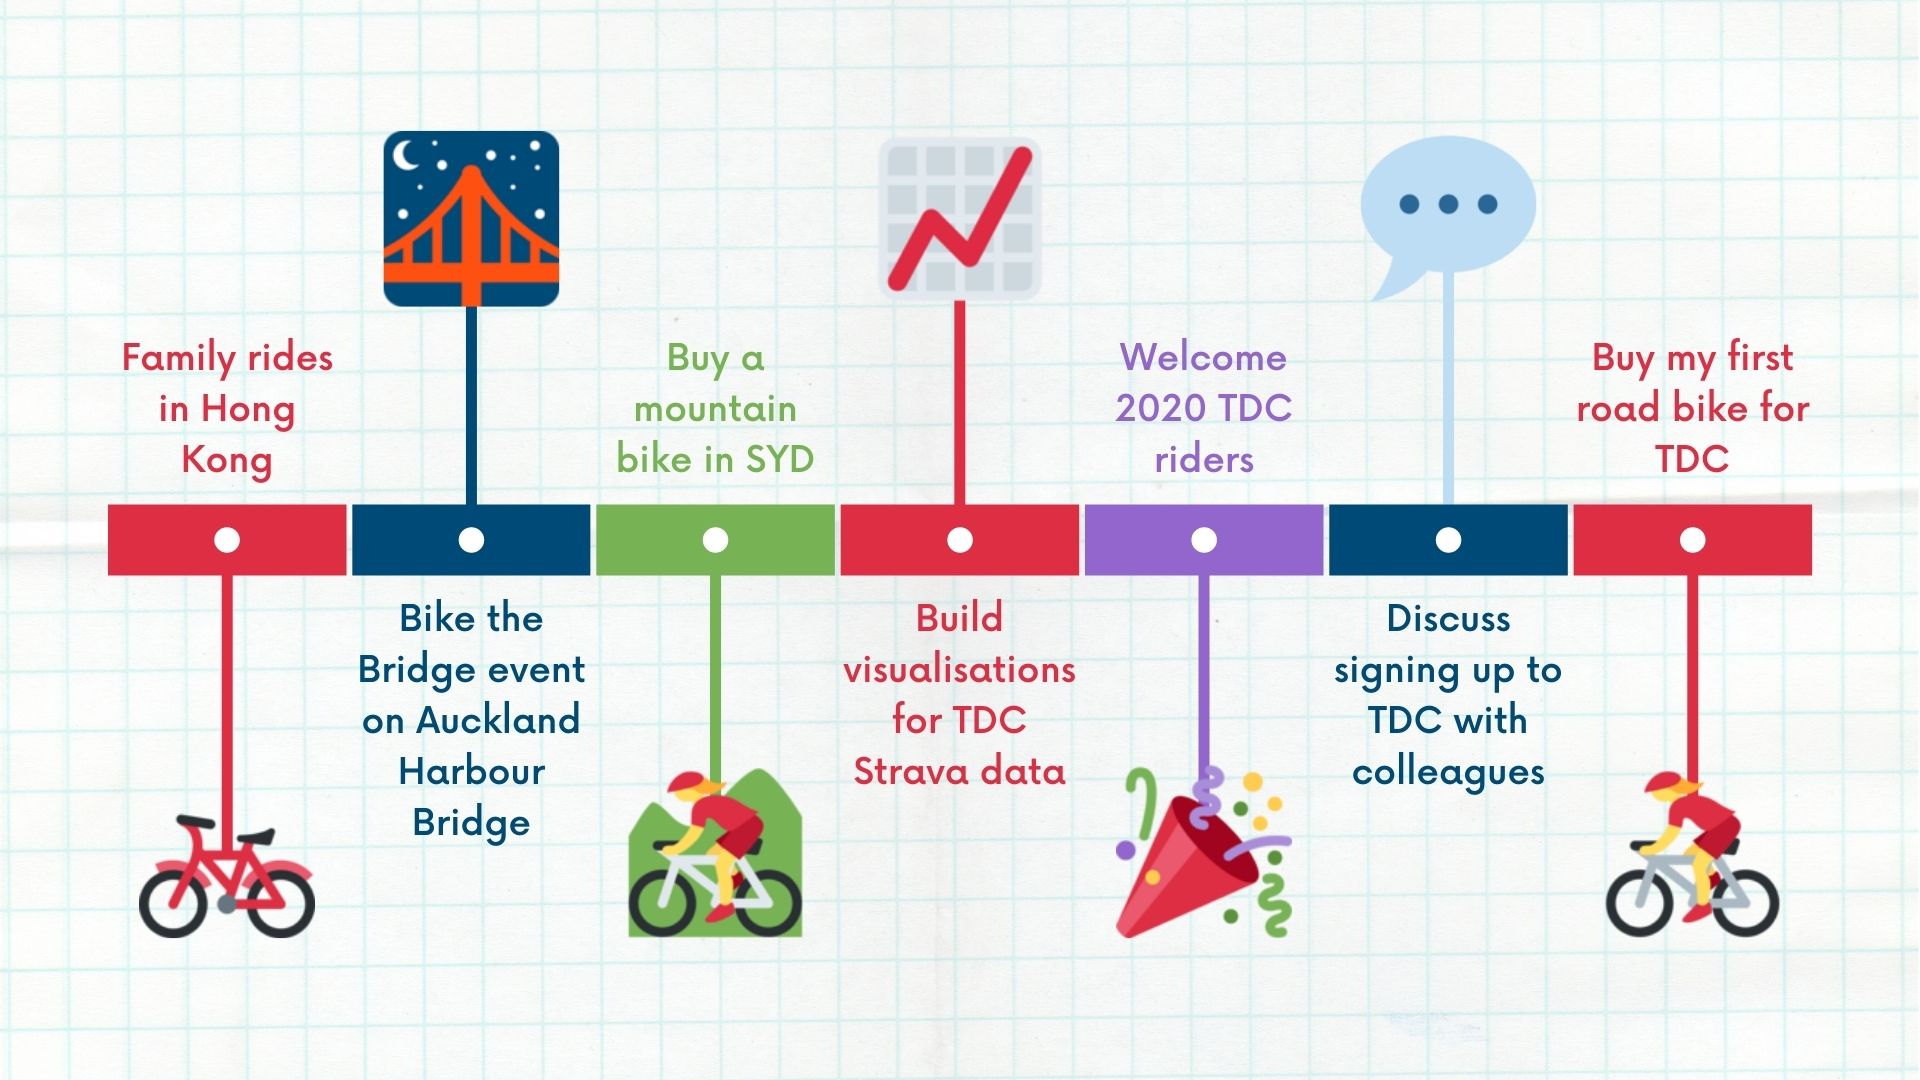 Family rides
in Hong
Kong
Bike the
Bridge event
on Auckland
Harbour
Bridge
Buy a
mountain
bike in SYD
Build
visualisations
for TDC
Strava data
Welcome
2020 TDC
riders
Discuss
signing up to
TDC with
colleagues
Buy my first
road bike for
TDC